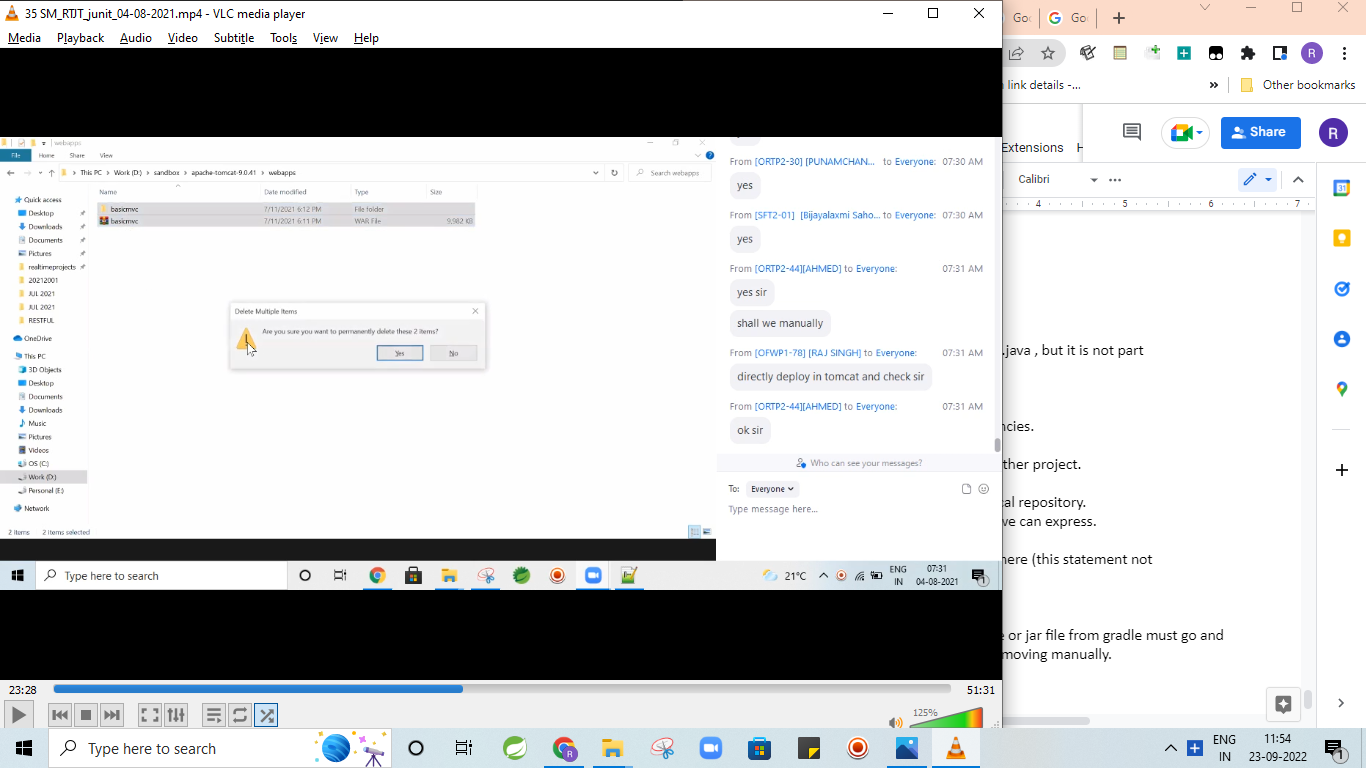 35 SM_RTJT_junit_04-08-2021.mp4 - VLC media player
Media Playback Audio Video Subtitle Tools View Help
webapps
File Home Share View
This PC > Work (D:) > sandbox > apache-tomcat-9.0.41 > webapps
Search webapps
Name Date modified Type Size
basicmvc 7/11/2021 6:12 PM File folder
basicmvc 7/11/2021 6:11 PM WAR File 9,982 KB
Quick access
Desktop
Downloads
Documents
Pictures
realtimeprojects
20212001
JUL 2021
JUL 2021
RESTFUL
OneDrive
This PC
3D Objects
Desktop
Documents
Downloads
Music
Pictures
Videos
OS (C:)
Work (D:)
Personal (E:)
Network
2 items 2 items selected
Delete Multiple Items
Are you sure you want to permanently delete these 2 items?
Yes No
From [ORTP2-30] [PUNAMCHAN... to Everyone: 07:30 AM
yes
From [SFT2-01] [Bijayalaxmi Saho... to Everyone: 07:30 AM
yes
From [ORTP2-44][AHMED] to Everyone: 07:31 AM
yes sir
shall we manually
From [OFWP1-78] [RAJ SINGH] to Everyone: 07:31 AM
directly deploy in tomcat and check sir
From [ORTP2-44][AHMED] to Everyone: 07:31 AM
ok sir
Who can see your messages?
To: Everyone
Type message here...
Type here to search
21°C
ENG
IN
07:31
04-08-2021
23:28
51:31
125%
Goo
Go
R
link details -...
Other bookmarks
Share
R
Extensions
Calibri
4 5 6 7
.java , but it is not part
ncies.
ther project.
al repository.
we can express.
here (this statement not
e or jar file from gradle must go and
moving manually.
Type here to search
ENG
IN
11:54
23-09-2022